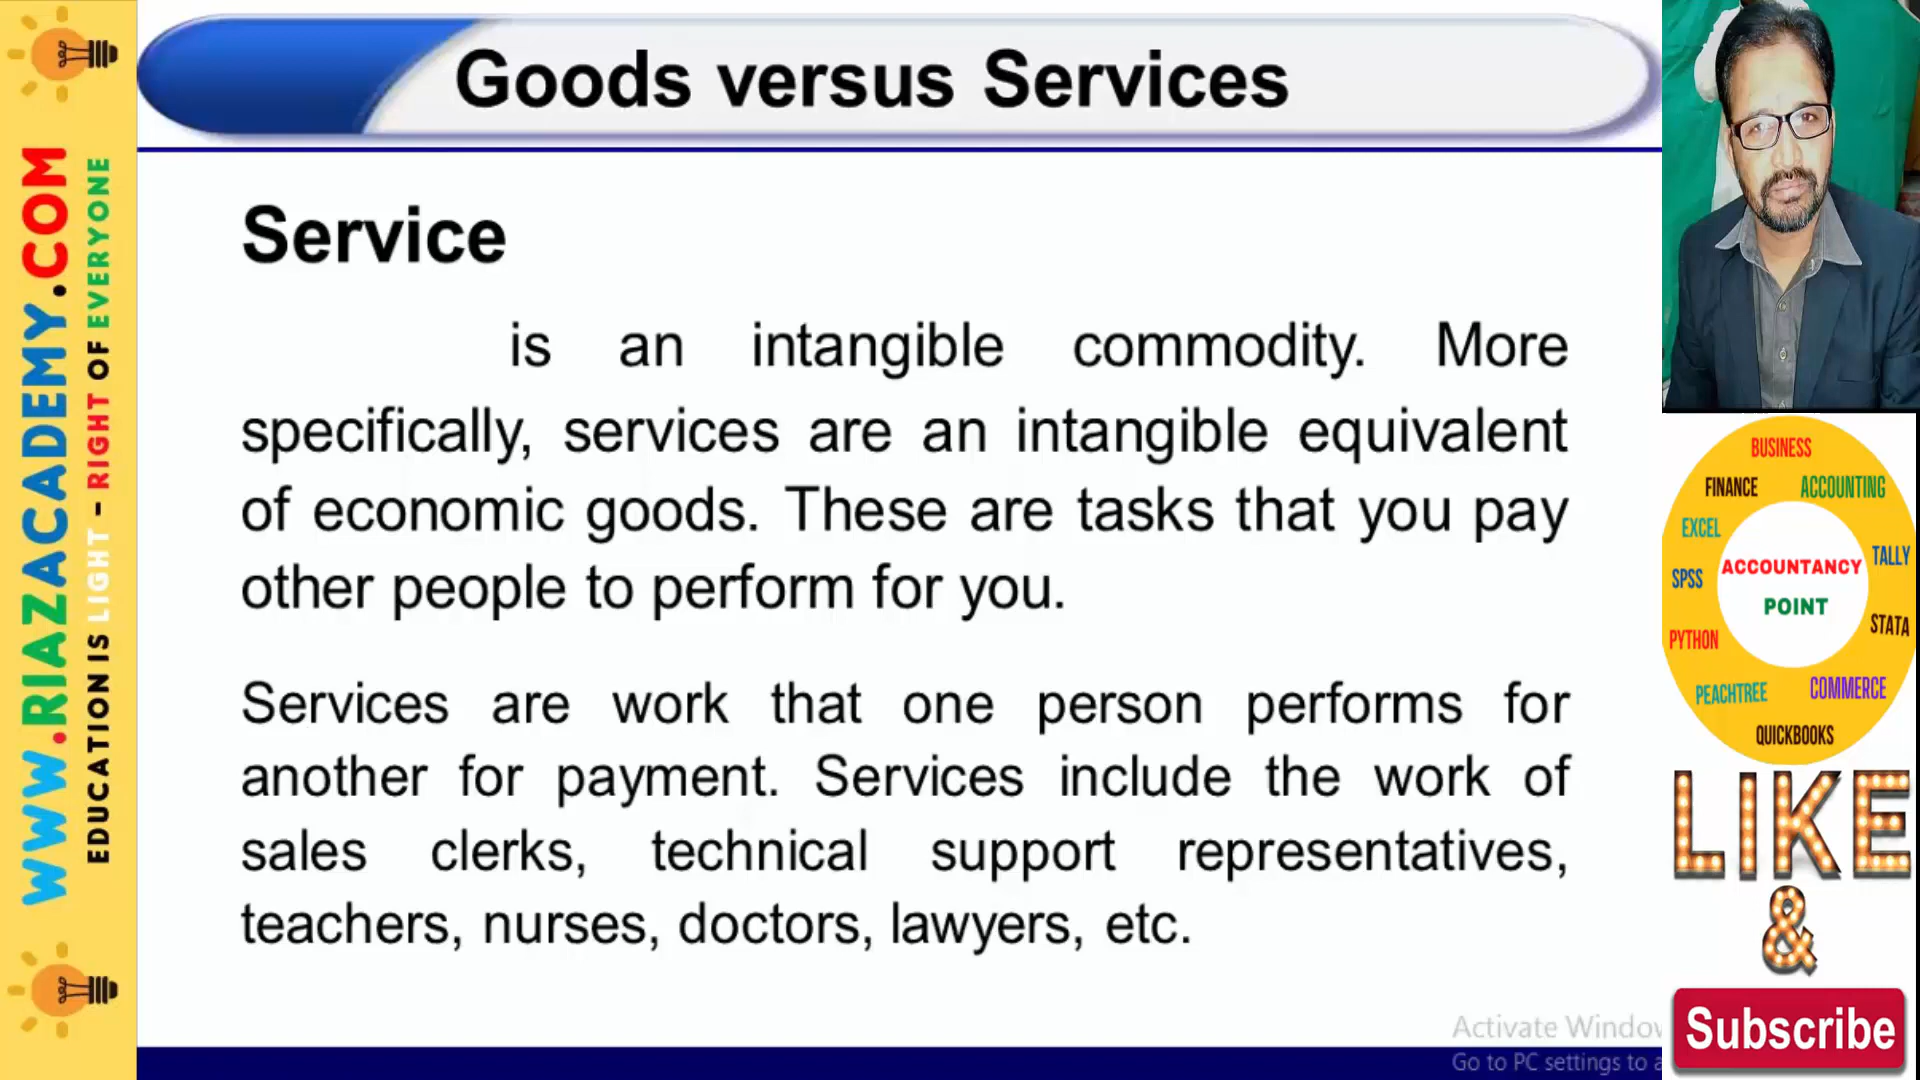 Goods versus Services
Service
is an intangible commodity. More
specifically, services are an intangible equivalent
of economic goods. These are tasks that you pay
other people to perform for you.
Services are work that one person performs for
another for payment. Services include the work of
sales clerks, technical support representatives,
teachers, nurses, doctors, lawyers, etc.
WWW.RIAZACADEMY.COM
EDUCATION IS LIGHT - RIGHT OF EVERYONE
BUSINESS
FINANCE
ACCOUNTING
EXCEL
TALLY
SPSS
ACCOUNTANCY
POINT
STATA
PYTHON
PEACHTREE
COMMERCE
QUICKBOOKS
LIKE
&
Subscribe
Activate Windo
Go to PC settings to a